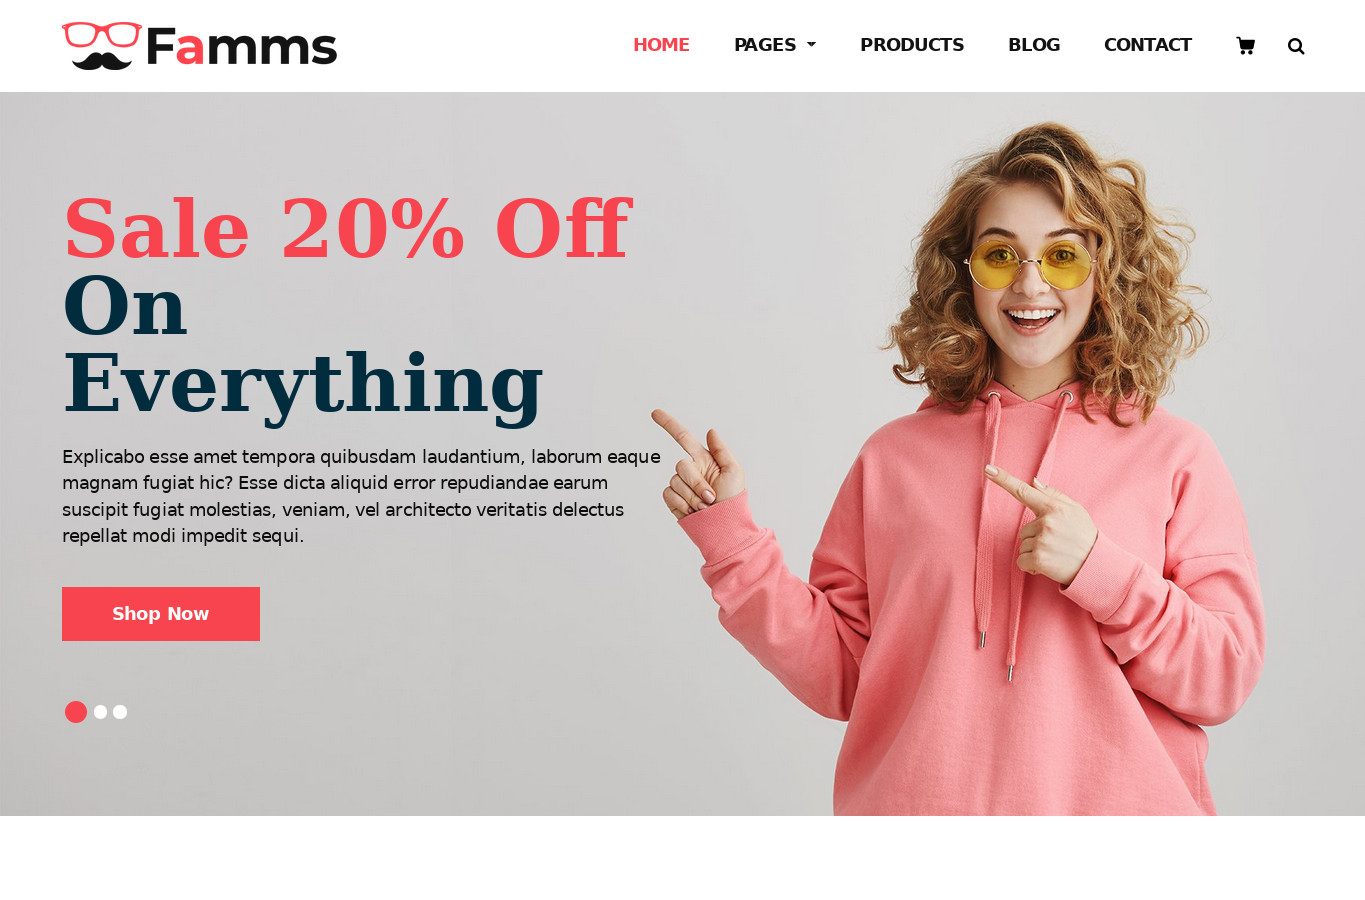 Famms
HOME PAGES PRODUCTS BLOG CONTACT
Sale 20% Off
On
Everything
Explicabo esse amet tempora quibusdam laudantium, laborum eaque
magnam fugiat hic? Esse dicta aliquid error repudiandae earum
suscipit fugiat molestias, veniam, vel architecto veritatis delectus
repellat modi impedit sequi.
Shop Now